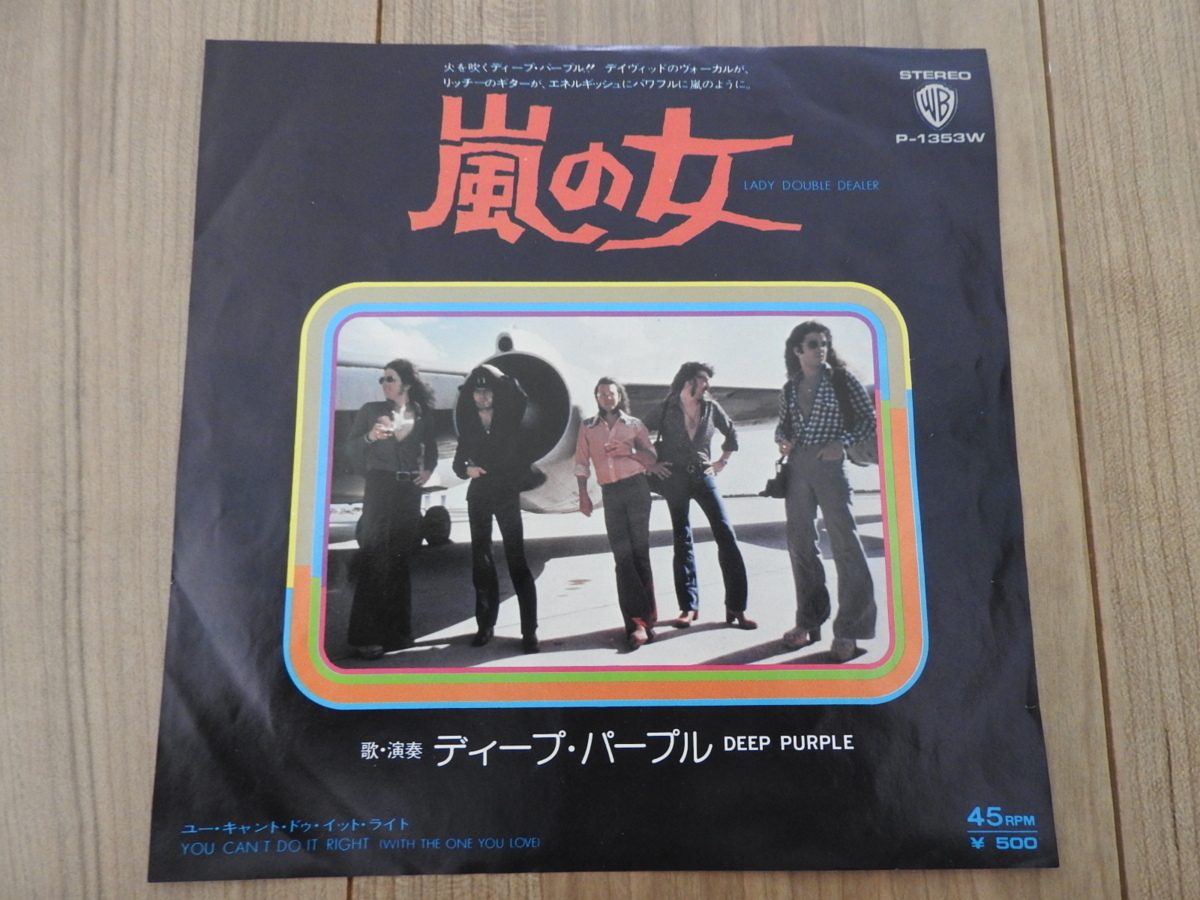 火を吹くディープ・パープル!! デイヴィッドのヴォーカルが、
リッチーのギターが、エネルギッシュにパワフルに嵐のように。
STEREO
WB
P-1353W
嵐の女
LADY DOUBLE DEALER
歌・演奏 ディープ・パープル DEEP PURPLE
ユー・キャント・ドゥ・イット・ライト
YOU CAN'T DO IT RIGHT (WITH THE ONE YOU LOVE)
45RPM
¥ 500